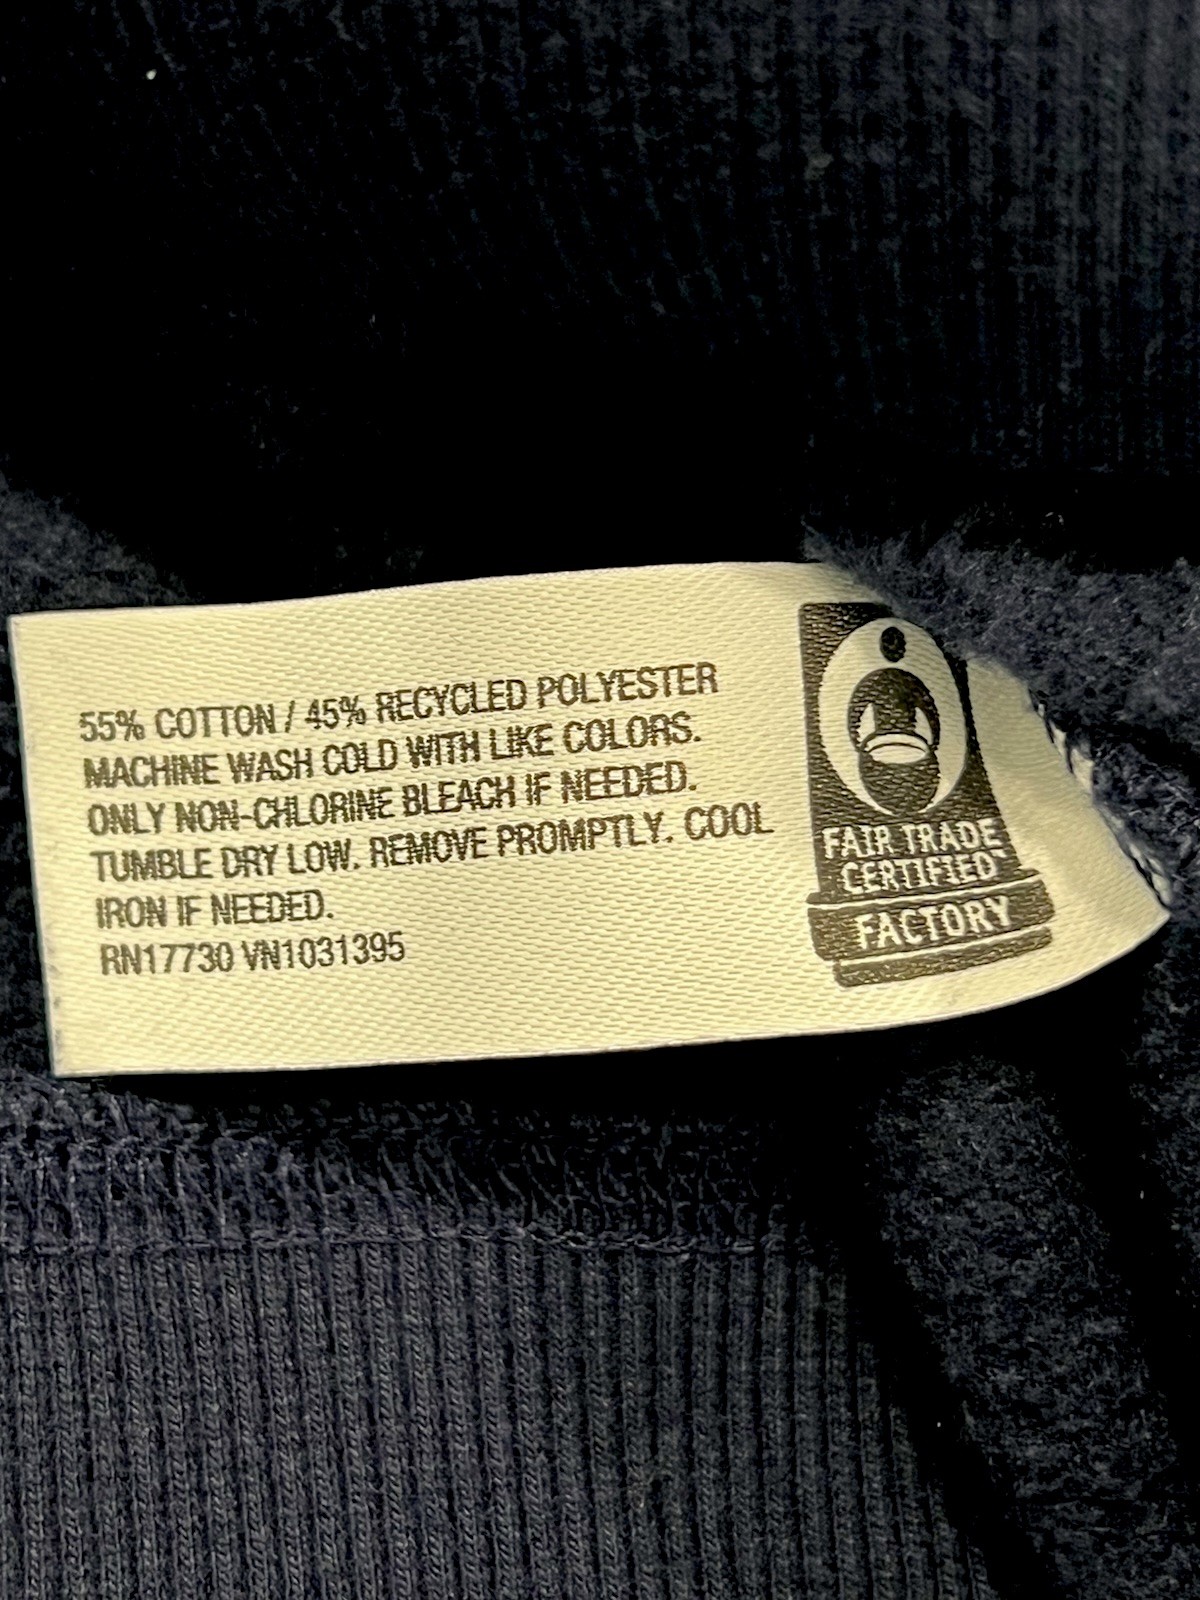 55% COTTON / 45% RECYCLED POLYESTER
MACHINE WASH COLD WITH LIKE COLORS.
ONLY NON-CHLORINE BLEACH IF NEEDED.
TUMBLE DRY LOW. REMOVE PROMPTLY. COOL
IRON IF NEEDED.
RN17730 VN1031395
FAIR TRADE
CERTIFIED™
FACTORY